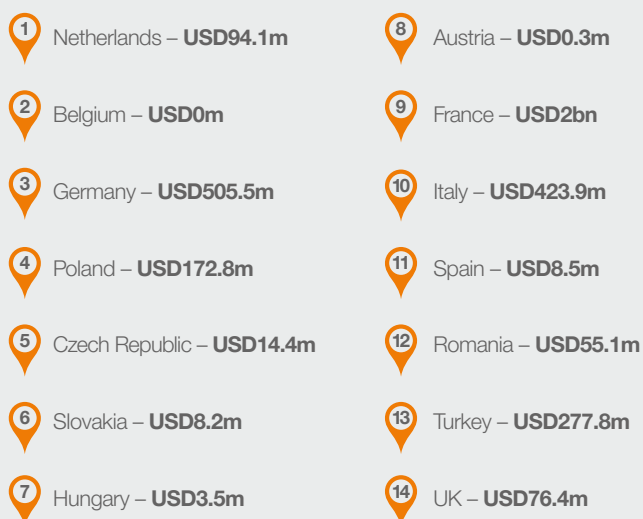 1 Netherlands – USD94.1m
2 Belgium – USD0m
3 Germany – USD505.5m
4 Poland – USD172.8m
5 Czech Republic – USD14.4m
6 Slovakia – USD8.2m
7 Hungary – USD3.5m
8 Austria – USD0.3m
9 France – USD2bn
10 Italy – USD423.9m
11 Spain – USD8.5m
12 Romania – USD55.1m
13 Turkey – USD277.8m
14 UK – USD76.4m